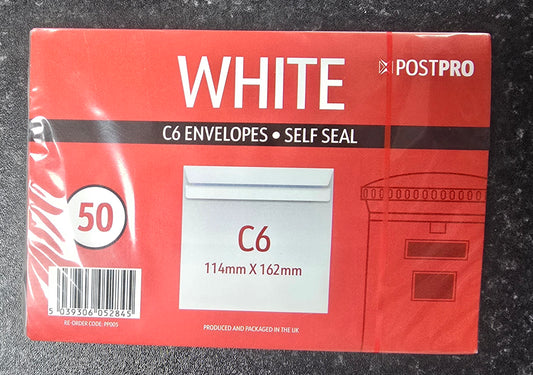 WHITE
POSTPRO
C6 ENVELOPES • SELF SEAL
50
C6
114mm X 162mm
5 039306 052845
RE-ORDER CODE: PP005
PRODUCED AND PACKAGED IN THE UK